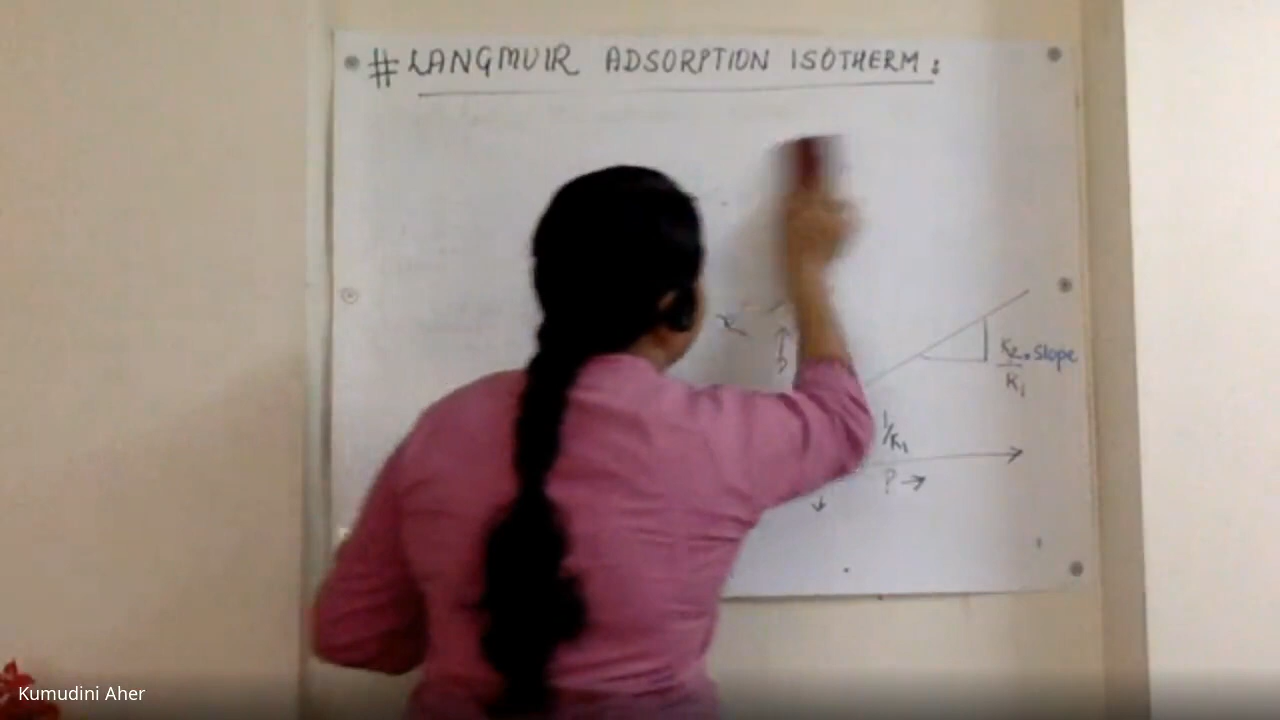 # LANGMUIR ADSORPTION ISOTHERM :
K2 = Slope
K1
1/K1
P →
Kumudini Aher